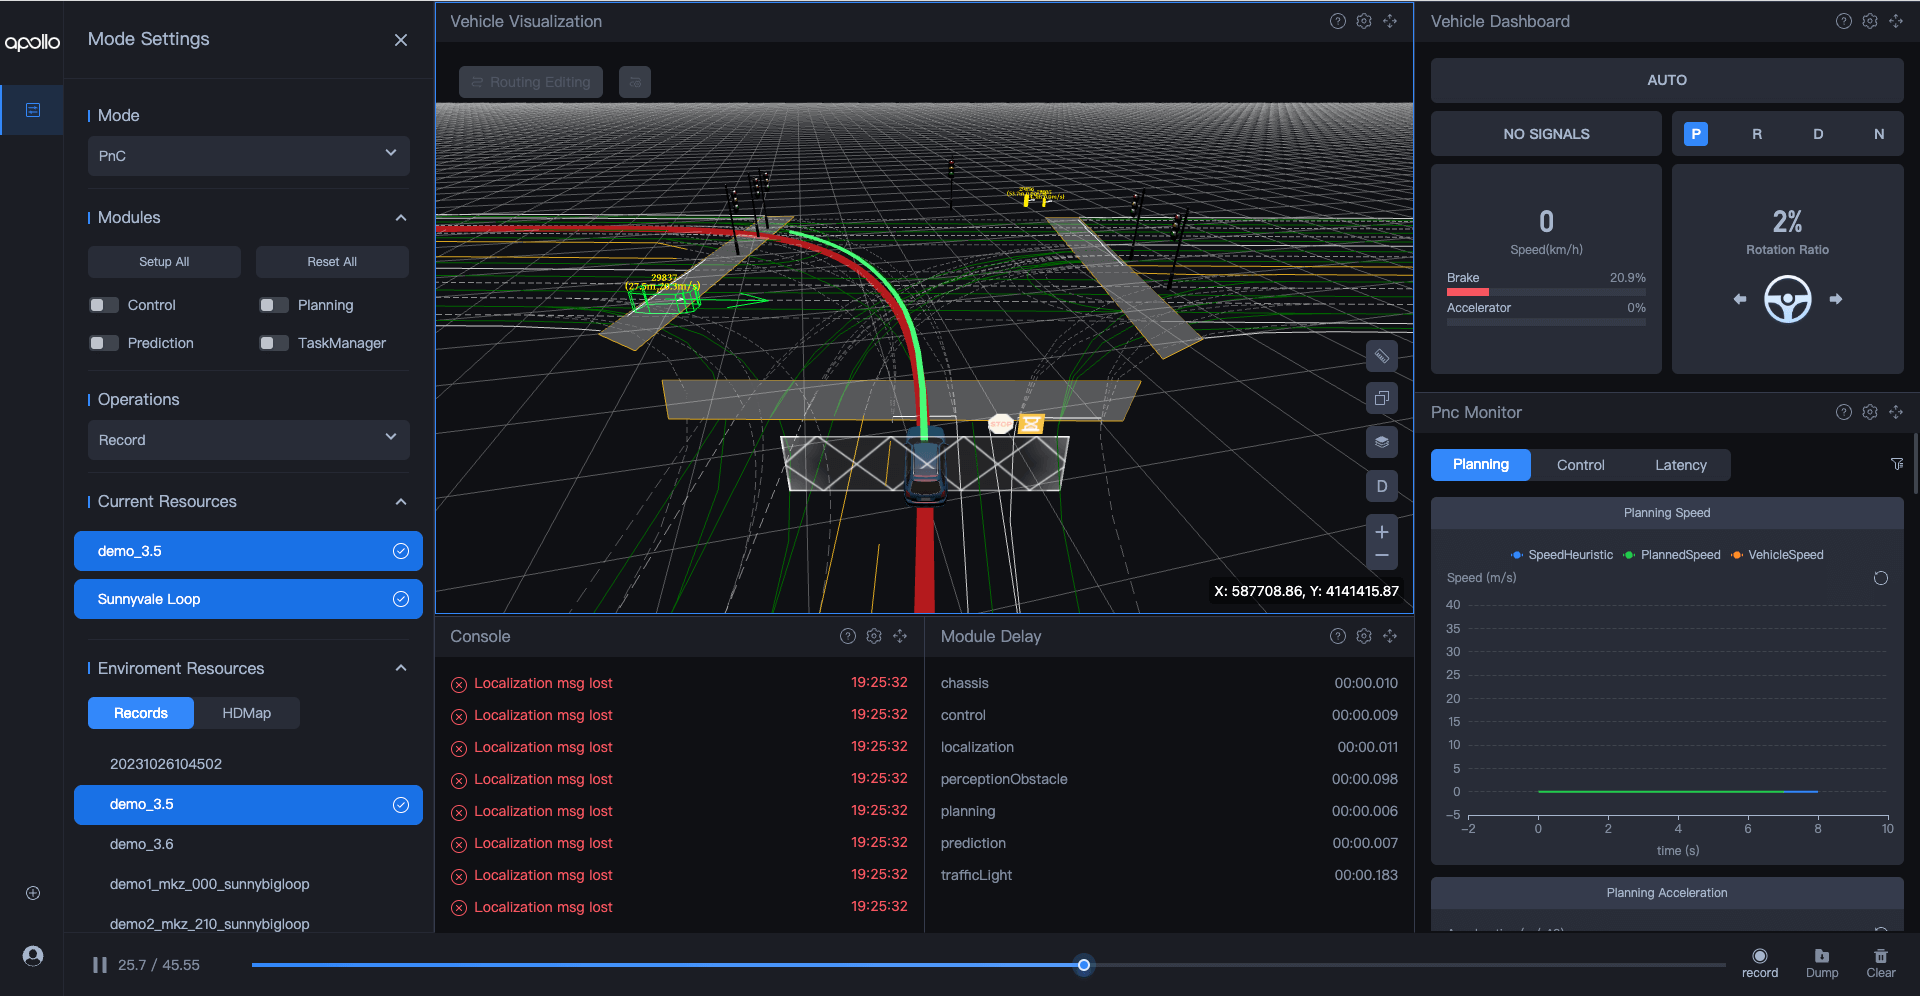 apollo
Mode Settings
Mode
PnC
Modules
Setup All
Reset All
Control
Planning
Prediction
TaskManager
Operations
Record
Current Resources
demo_3.5
Sunnyvale Loop
Enviroment Resources
Records
HDMap
20231026104502
demo_3.5
demo_3.6
demo1_mkz_000_sunnybigloop
demo2_mkz_210_sunnybigloop
Vehicle Visualization
Routing Editing
29837
(27.5m,20.3m/s)
D
X: 587708.86, Y: 4141415.87
Console
Localization msg lost 19:25:32
Localization msg lost 19:25:32
Localization msg lost 19:25:32
Localization msg lost 19:25:32
Localization msg lost 19:25:32
Localization msg lost 19:25:32
Localization msg lost 19:25:32
Localization msg lost 19:25:32
Module Delay
chassis 00:00.010
control 00:00.009
localization 00:00.011
perceptionObstacle 00:00.098
planning 00:00.006
prediction 00:00.007
trafficLight 00:00.183
Vehicle Dashboard
AUTO
NO SIGNALS
P R D N
0
Speed(km/h)
Brake 20.9%
Accelerator 0%
2%
Rotation Ratio
Pnc Monitor
Planning
Control
Latency
Planning Speed
SpeedHeuristic PlannedSpeed VehicleSpeed
Speed (m/s)
40
35
30
25
20
15
10
5
0
-5
-2 0 2 4 6 8 10
time (s)
Planning Acceleration
25.7 / 45.55
record
Dump
Clear